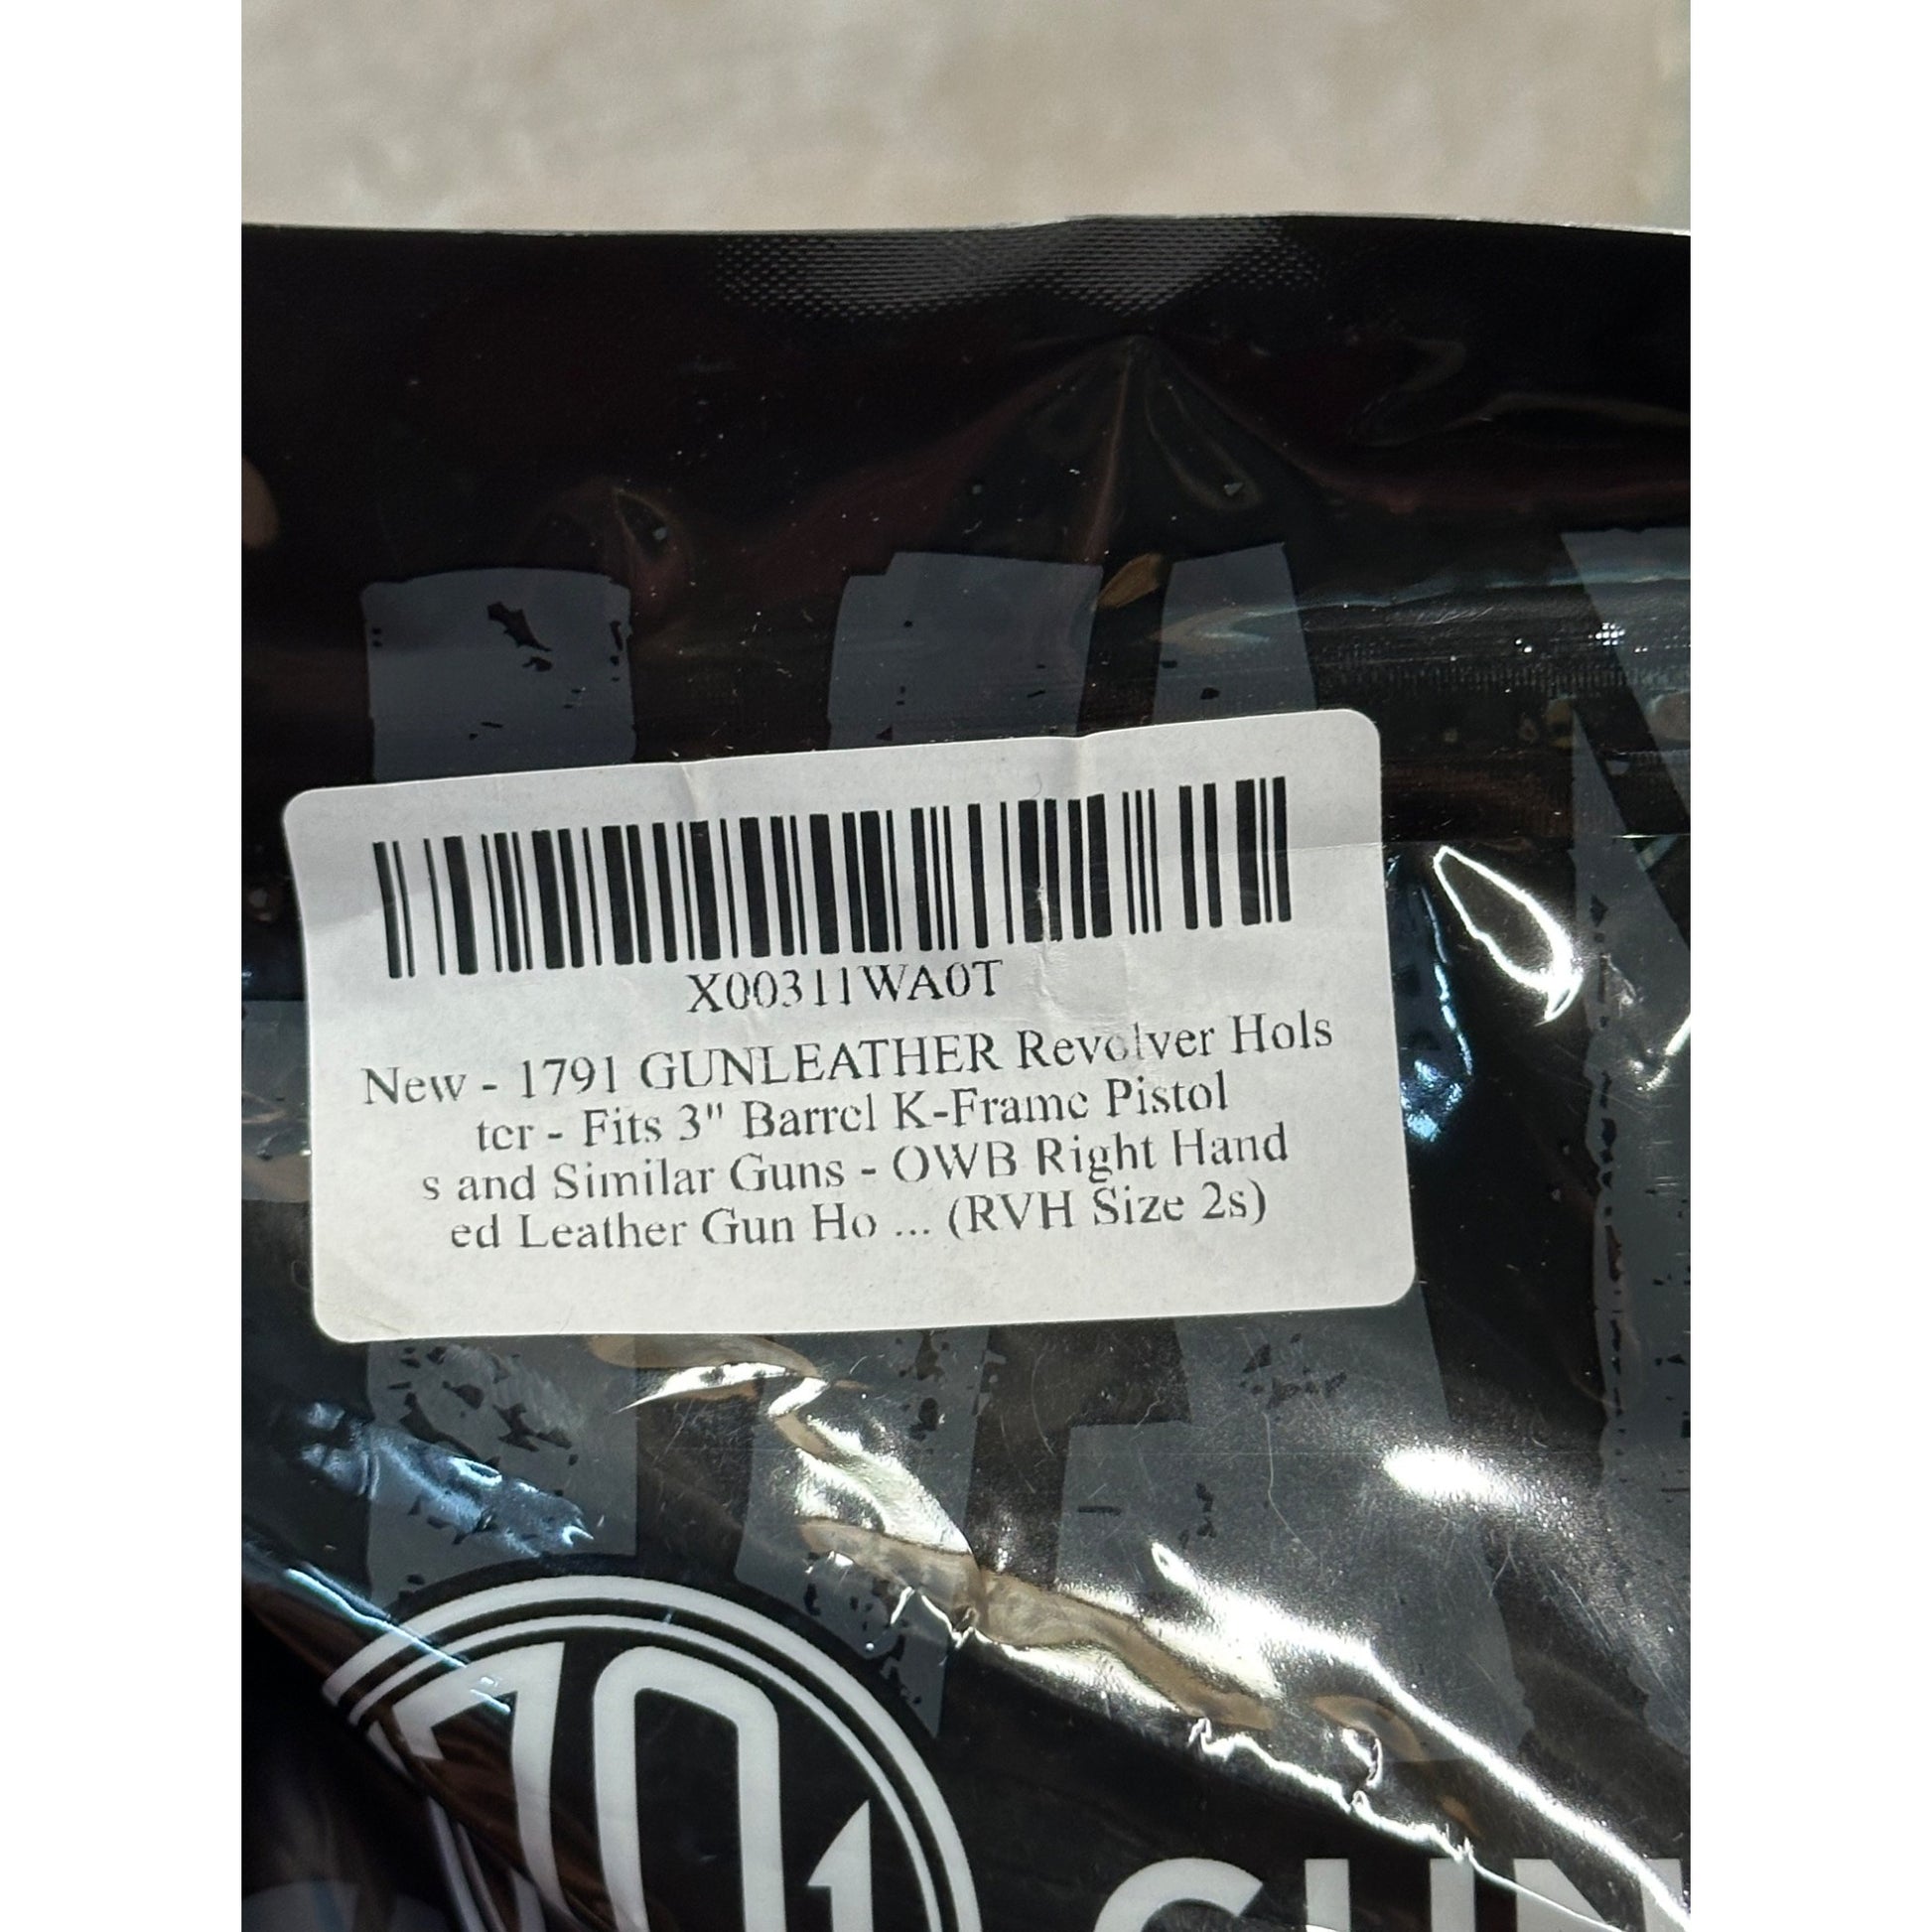 X00311WA0T
New - 1791 GUNLEATHER Revolver Hols
ter - Fits 3" Barrel K-Frame Pistol
s and Similar Guns - OWB Right Hand
ed Leather Gun Ho ... (RVH Size 2s)
GUN